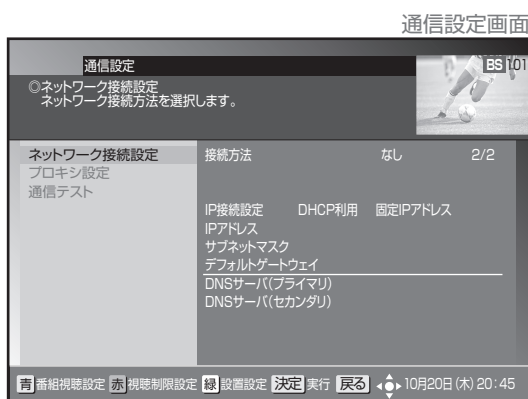 通信設定画面
通信設定
BS 101
◎ネットワーク接続設定
ネットワーク接続方法を選択します。
ネットワーク接続設定
プロキシ設定
通信テスト
接続方法 なし 2/2
IP接続設定 DHCP利用 固定IPアドレス
IPアドレス
サブネットマスク
デフォルトゲートウェイ
DNSサーバ(プライマリ)
DNSサーバ(セカンダリ)
青 番組視聴設定 赤 視聴制限設定 緑 設置設定 決定 実行 戻る 10月20日(木) 20:45